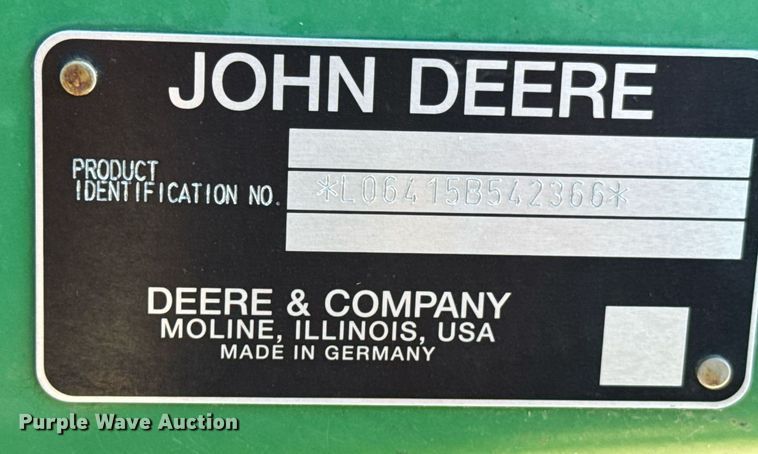 JOHN DEERE
PRODUCT
IDENTIFICATION NO.
*L06415B542366*
DEERE & COMPANY
MOLINE, ILLINOIS, USA
MADE IN GERMANY
Purple Wave Auction